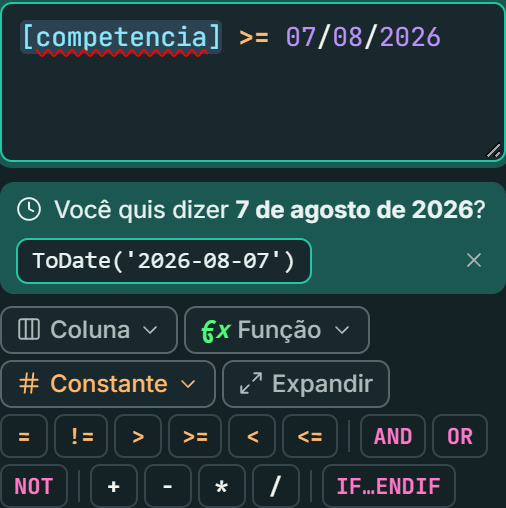 [competencia] >= 07/08/2026
Você quis dizer 7 de agosto de 2026?
ToDate('2026-08-07') ×
Coluna fx Função
# Constante Expandir
= != > >= < <= AND OR
NOT + - * / IF…ENDIF